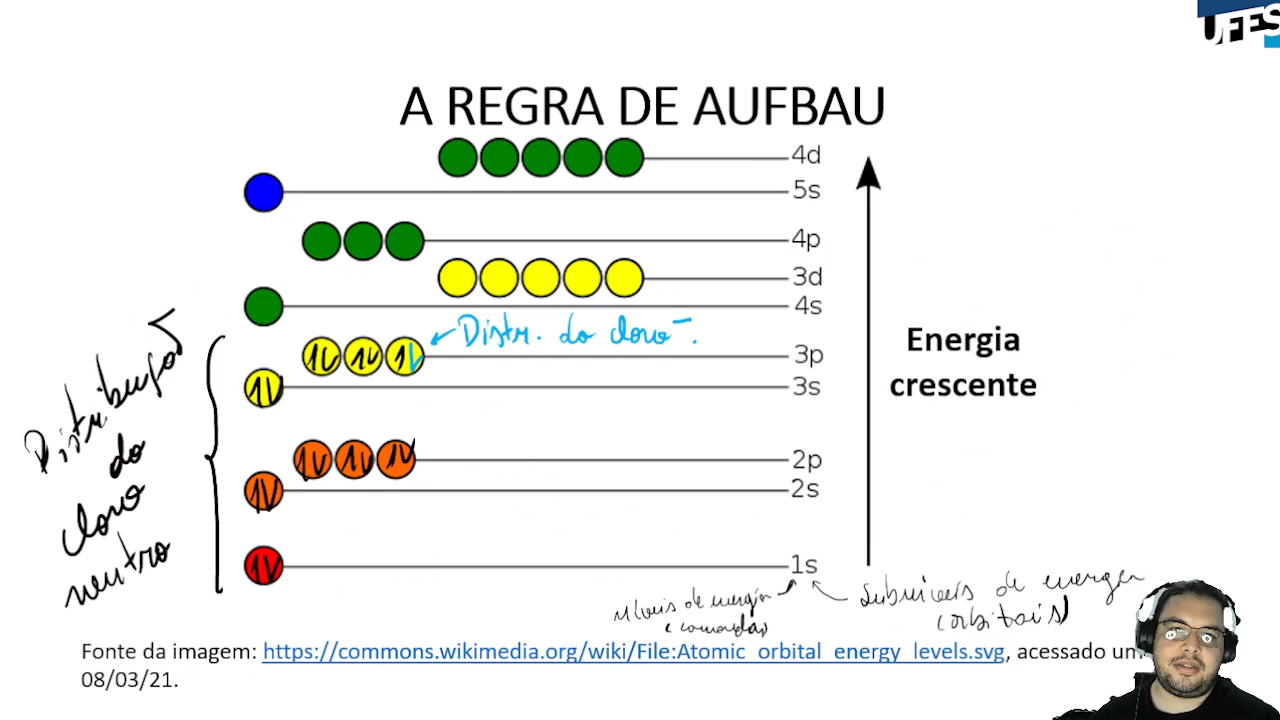 UFES
A REGRA DE AUFBAU
4d
5s
4p
3d
4s
Distr. do cloro⁻.
3p
3s
2p
2s
1s
Energia
crescente
Distribuição
do
cloro
neutro
níveis de energia
(camadas)
subníveis de energia
(orbitais)
Fonte da imagem: https://commons.wikimedia.org/wiki/File:Atomic_orbital_energy_levels.svg, acessado um
08/03/21.